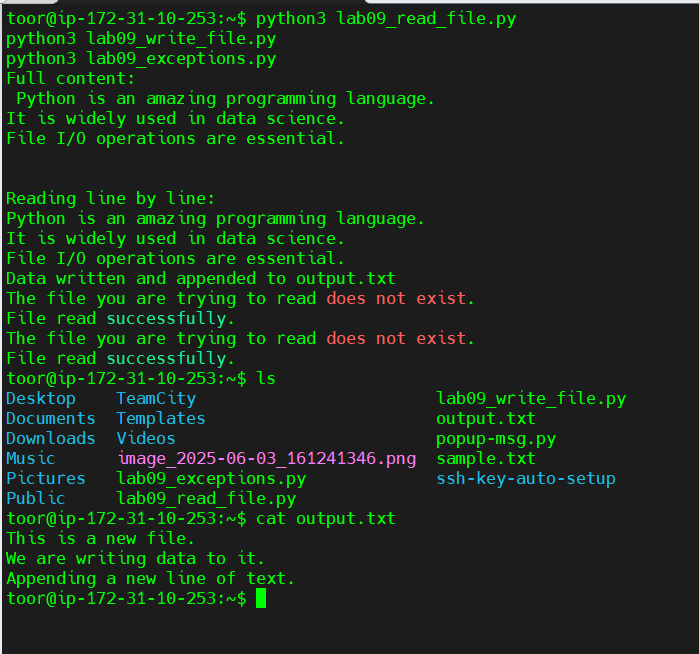 toor@ip-172-31-10-253:~$ python3 lab09_read_file.py
python3 lab09_write_file.py
python3 lab09_exceptions.py
Full content:
 Python is an amazing programming language.
It is widely used in data science.
File I/O operations are essential.
Reading line by line:
Python is an amazing programming language.
It is widely used in data science.
File I/O operations are essential.
Data written and appended to output.txt
The file you are trying to read does not exist.
File read successfully.
The file you are trying to read does not exist.
File read successfully.
toor@ip-172-31-10-253:~$ ls
Desktop    TeamCity                         lab09_write_file.py
Documents  Templates                        output.txt
Downloads  Videos                           popup-msg.py
Music      image_2025-06-03_161241346.png  sample.txt
Pictures   lab09_exceptions.py              ssh-key-auto-setup
Public     lab09_read_file.py
toor@ip-172-31-10-253:~$ cat output.txt
This is a new file.
We are writing data to it.
Appending a new line of text.
toor@ip-172-31-10-253:~$